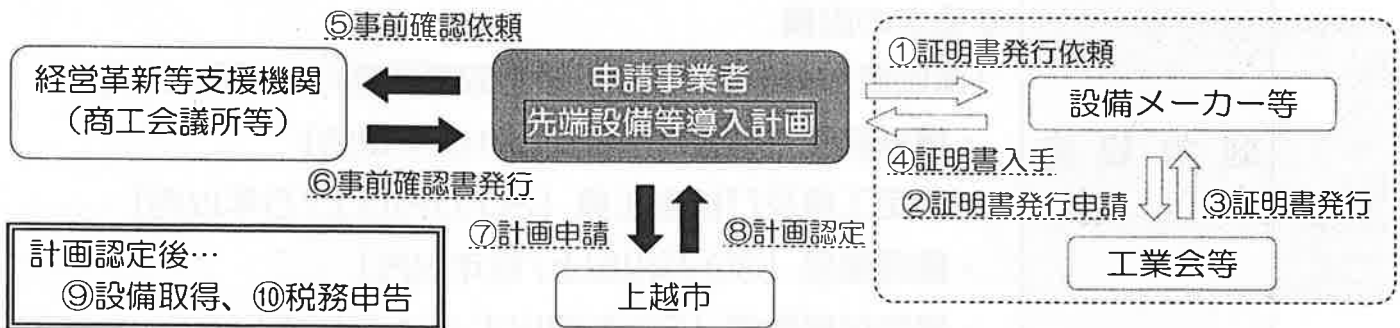 ⑤事前確認依頼
経営革新等支援機関
(商工会議所等)
申請事業者
先端設備等導入計画
⑥事前確認書発行
①証明書発行依頼
設備メーカー等
④証明書入手
②証明書発行申請
③証明書発行
工業会等
⑦計画申請
⑧計画認定
上越市
計画認定後…
⑨設備取得、⑩税務申告